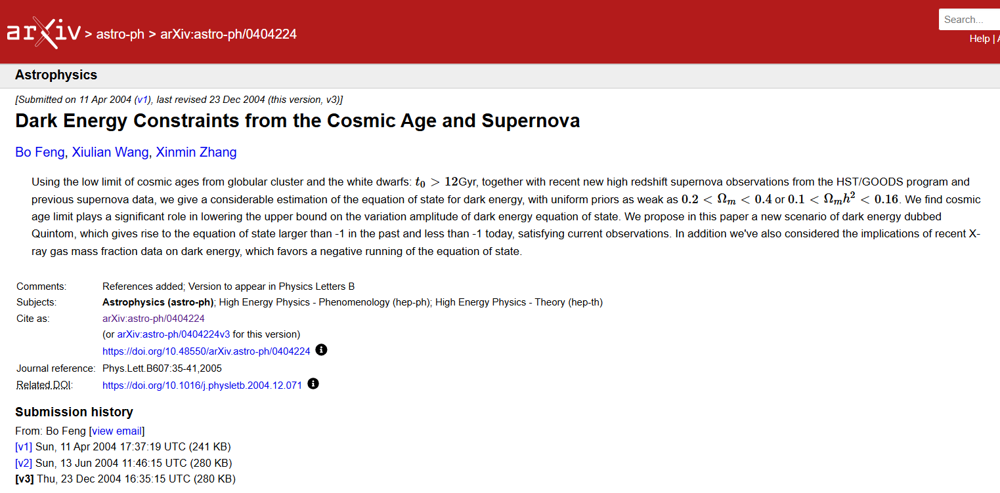 arXiv > astro-ph > arXiv:astro-ph/0404224
Search...
Help |
Astrophysics
[Submitted on 11 Apr 2004 (v1), last revised 23 Dec 2004 (this version, v3)]
Dark Energy Constraints from the Cosmic Age and Supernova
Bo Feng, Xiulian Wang, Xinmin Zhang
Using the low limit of cosmic ages from globular cluster and the white dwarfs: t₀ > 12Gyr, together with recent new high redshift supernova observations from the HST/GOODS program and
previous supernova data, we give a considerable estimation of the equation of state for dark energy, with uniform priors as weak as 0.2 < Ωₘ < 0.4 or 0.1 < Ωₘh² < 0.16. We find cosmic
age limit plays a significant role in lowering the upper bound on the variation amplitude of dark energy equation of state. We propose in this paper a new scenario of dark energy dubbed
Quintom, which gives rise to the equation of state larger than -1 in the past and less than -1 today, satisfying current observations. In addition we've also considered the implications of recent X-
ray gas mass fraction data on dark energy, which favors a negative running of the equation of state.
Comments: References added; Version to appear in Physics Letters B
Subjects: Astrophysics (astro-ph); High Energy Physics - Phenomenology (hep-ph); High Energy Physics - Theory (hep-th)
Cite as: arXiv:astro-ph/0404224
(or arXiv:astro-ph/0404224v3 for this version)
https://doi.org/10.48550/arXiv.astro-ph/0404224
Journal reference: Phys.Lett.B607:35-41,2005
Related DOI: https://doi.org/10.1016/j.physletb.2004.12.071
Submission history
From: Bo Feng [view email]
[v1] Sun, 11 Apr 2004 17:37:19 UTC (241 KB)
[v2] Sun, 13 Jun 2004 11:46:15 UTC (280 KB)
[v3] Thu, 23 Dec 2004 16:35:15 UTC (280 KB)